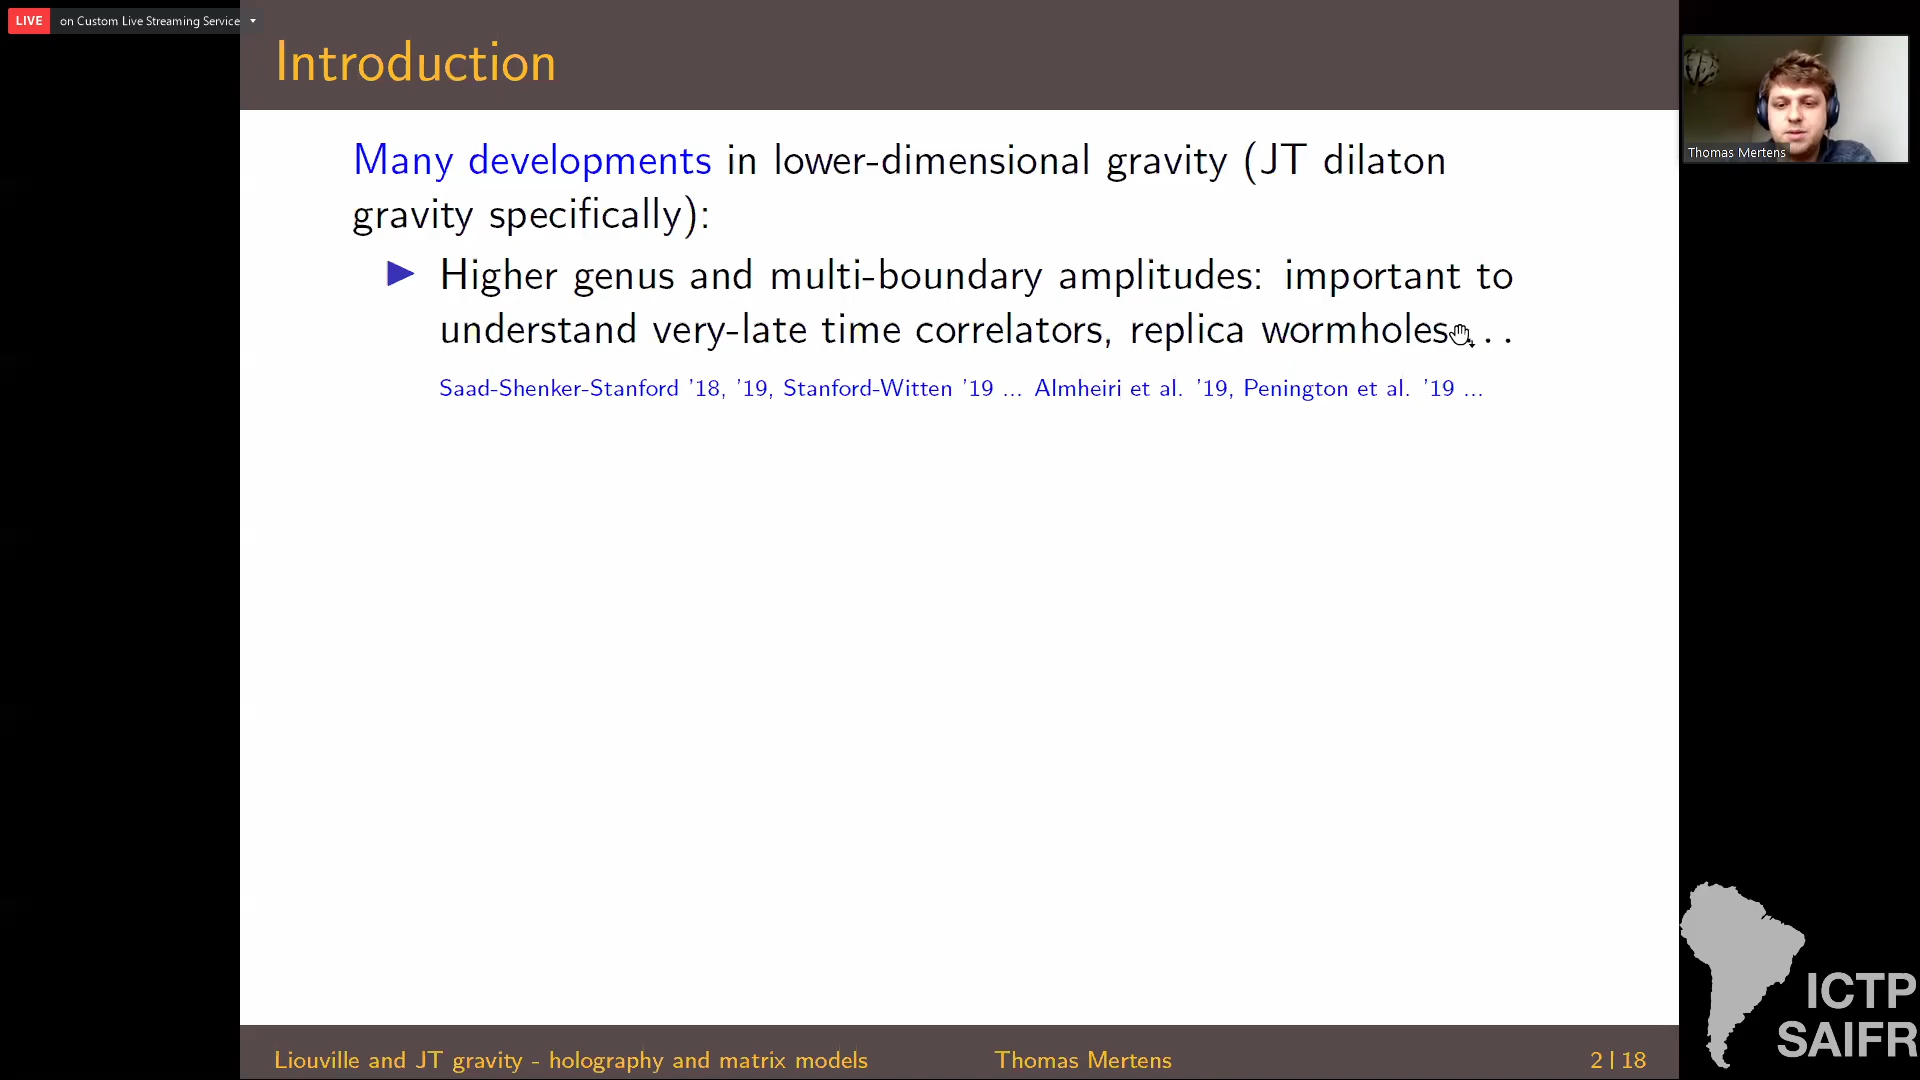 LIVE on Custom Live Streaming Service
Introduction
Many developments in lower-dimensional gravity (JT dilaton
gravity specifically):
Higher genus and multi-boundary amplitudes: important to
understand very-late time correlators, replica wormholes...
Saad-Shenker-Stanford '18, '19, Stanford-Witten '19 ... Almheiri et al. '19, Penington et al. '19 ...
Thomas Mertens
ICTP
SAIFR
Liouville and JT gravity - holography and matrix models Thomas Mertens 2 | 18